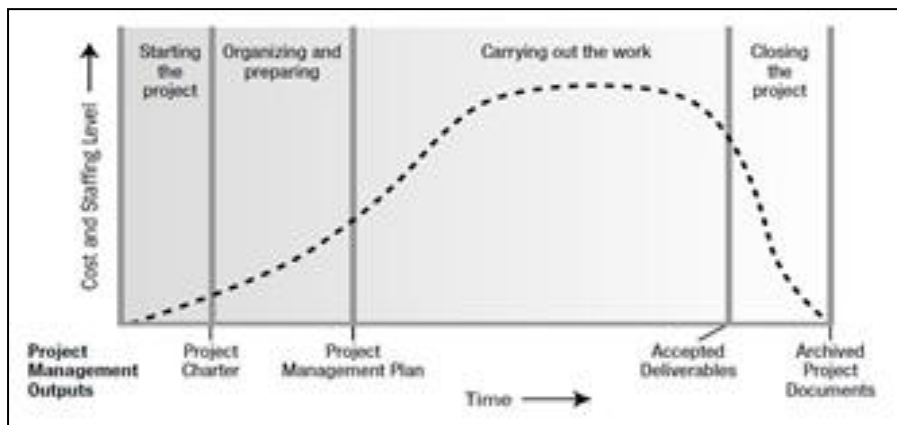 Starting
the
project
Organizing and
preparing
Carrying out the work
Closing
the
project
Cost and Staffing Level
Project
Management
Outputs
Project
Charter
Project
Management Plan
Accepted
Deliverables
Archived
Project
Documents
Time